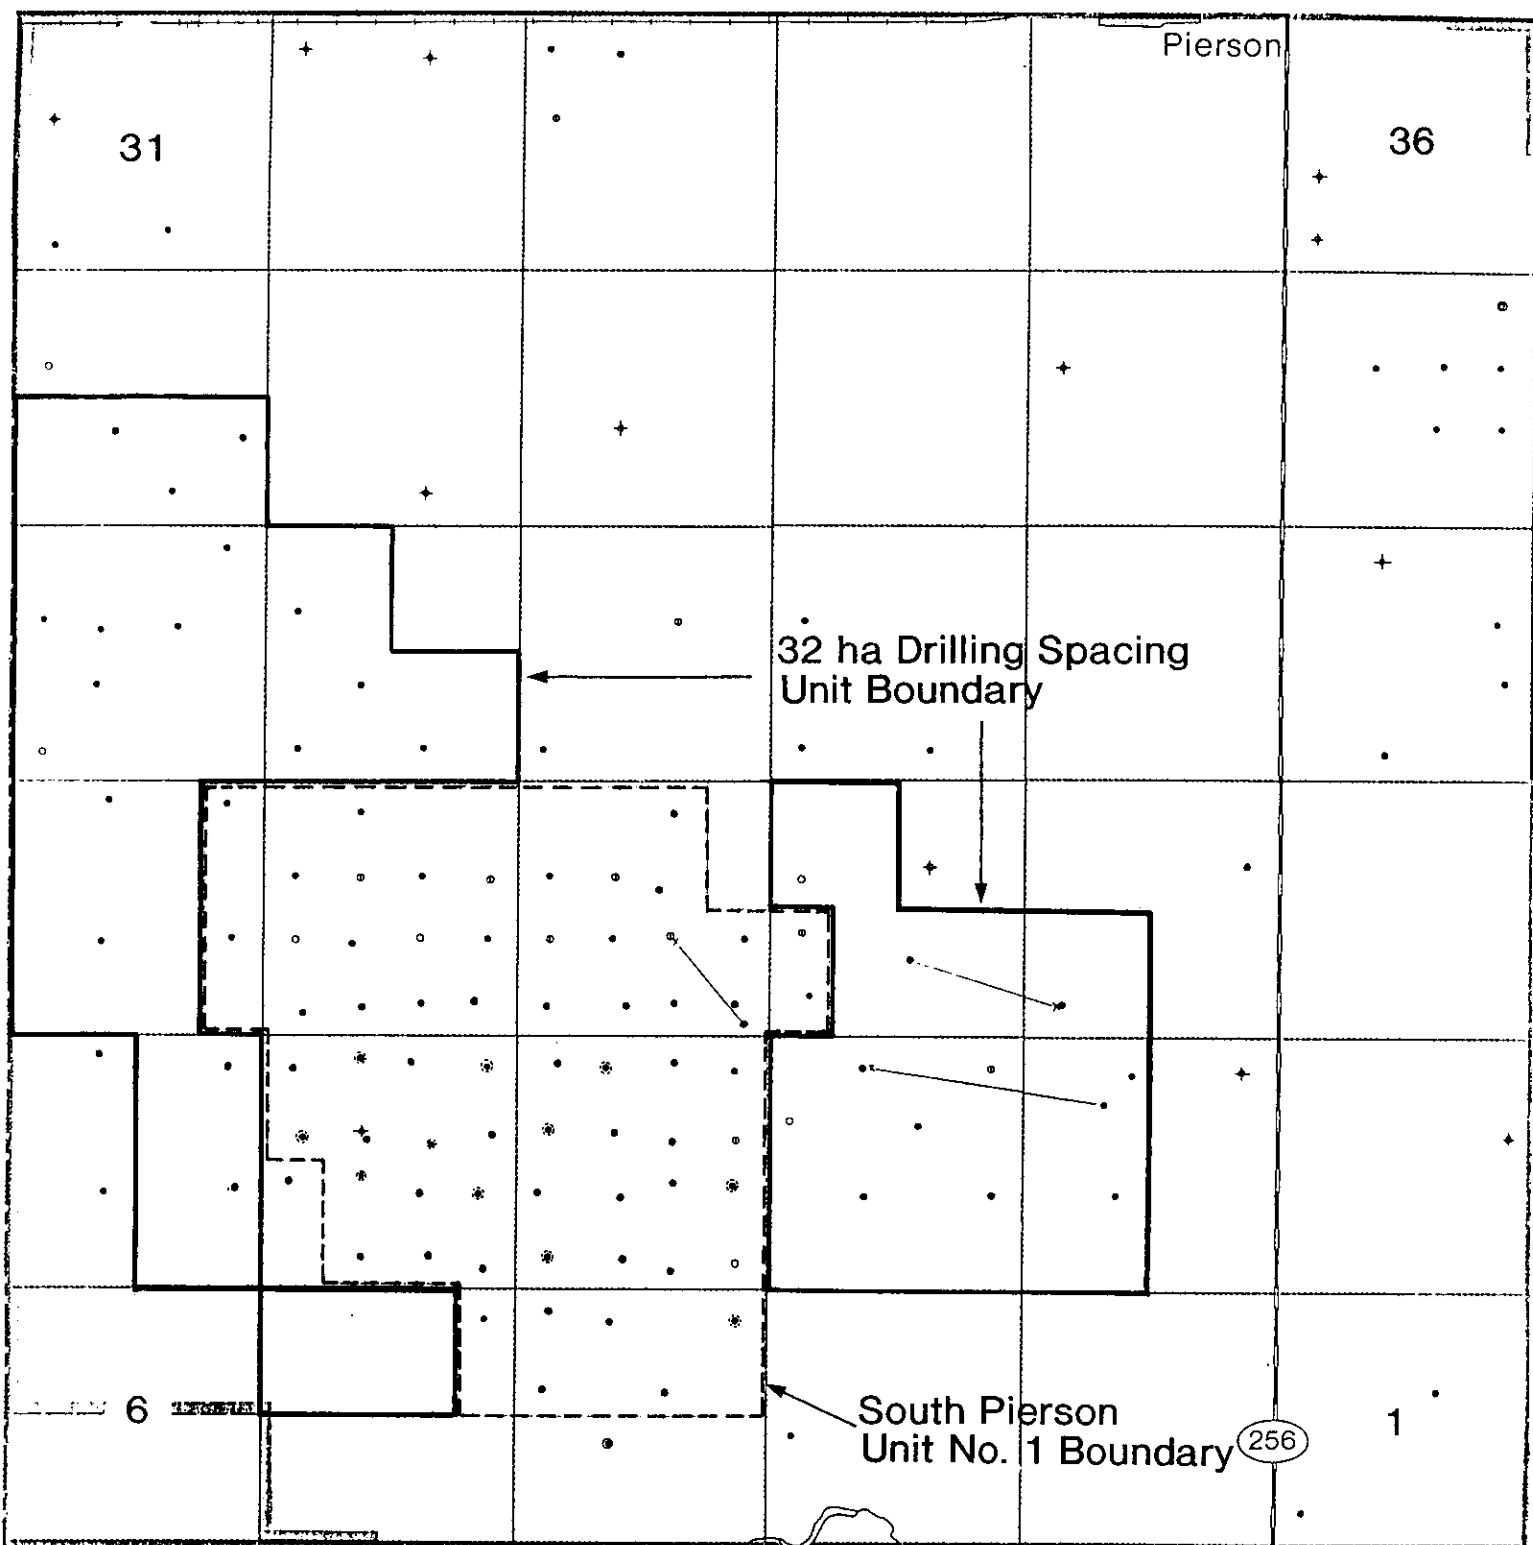 Pierson
31
36
32 ha Drilling Spacing
Unit Boundary
6
South Pierson
Unit No. 1 Boundary
256
1